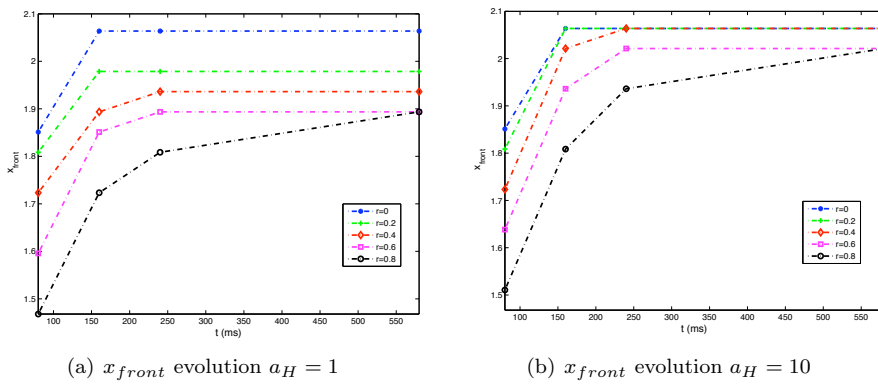 2.1
2
1.9
1.8
1.7
1.6
1.5
x_front
100 150 200 250 300 350 400 450 500 550
t (ms)
r=0
r=0.2
r=0.4
r=0.6
r=0.8
(a) x_front evolution a_H = 1
2.1
2
1.9
1.8
1.7
1.6
1.5
x_front
100 150 200 250 300 350 400 450 500 550
t (ms)
r=0
r=0.2
r=0.4
r=0.6
r=0.8
(b) x_front evolution a_H = 10